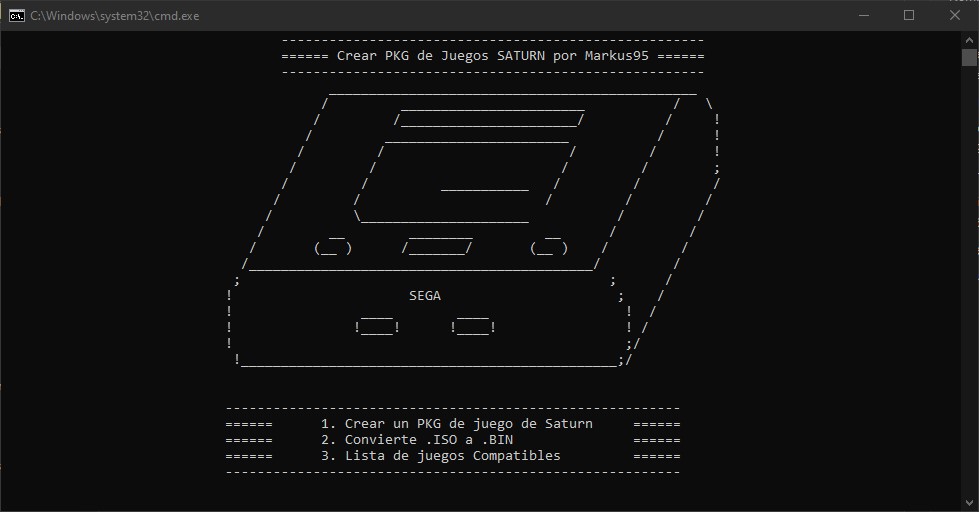 C:\Windows\system32\cmd.exe
====== Crear PKG de Juegos SATURN por Markus95 ======
SEGA
====== 1. Crear un PKG de juego de Saturn ======
====== 2. Convierte .ISO a .BIN ======
====== 3. Lista de juegos Compatibles ======